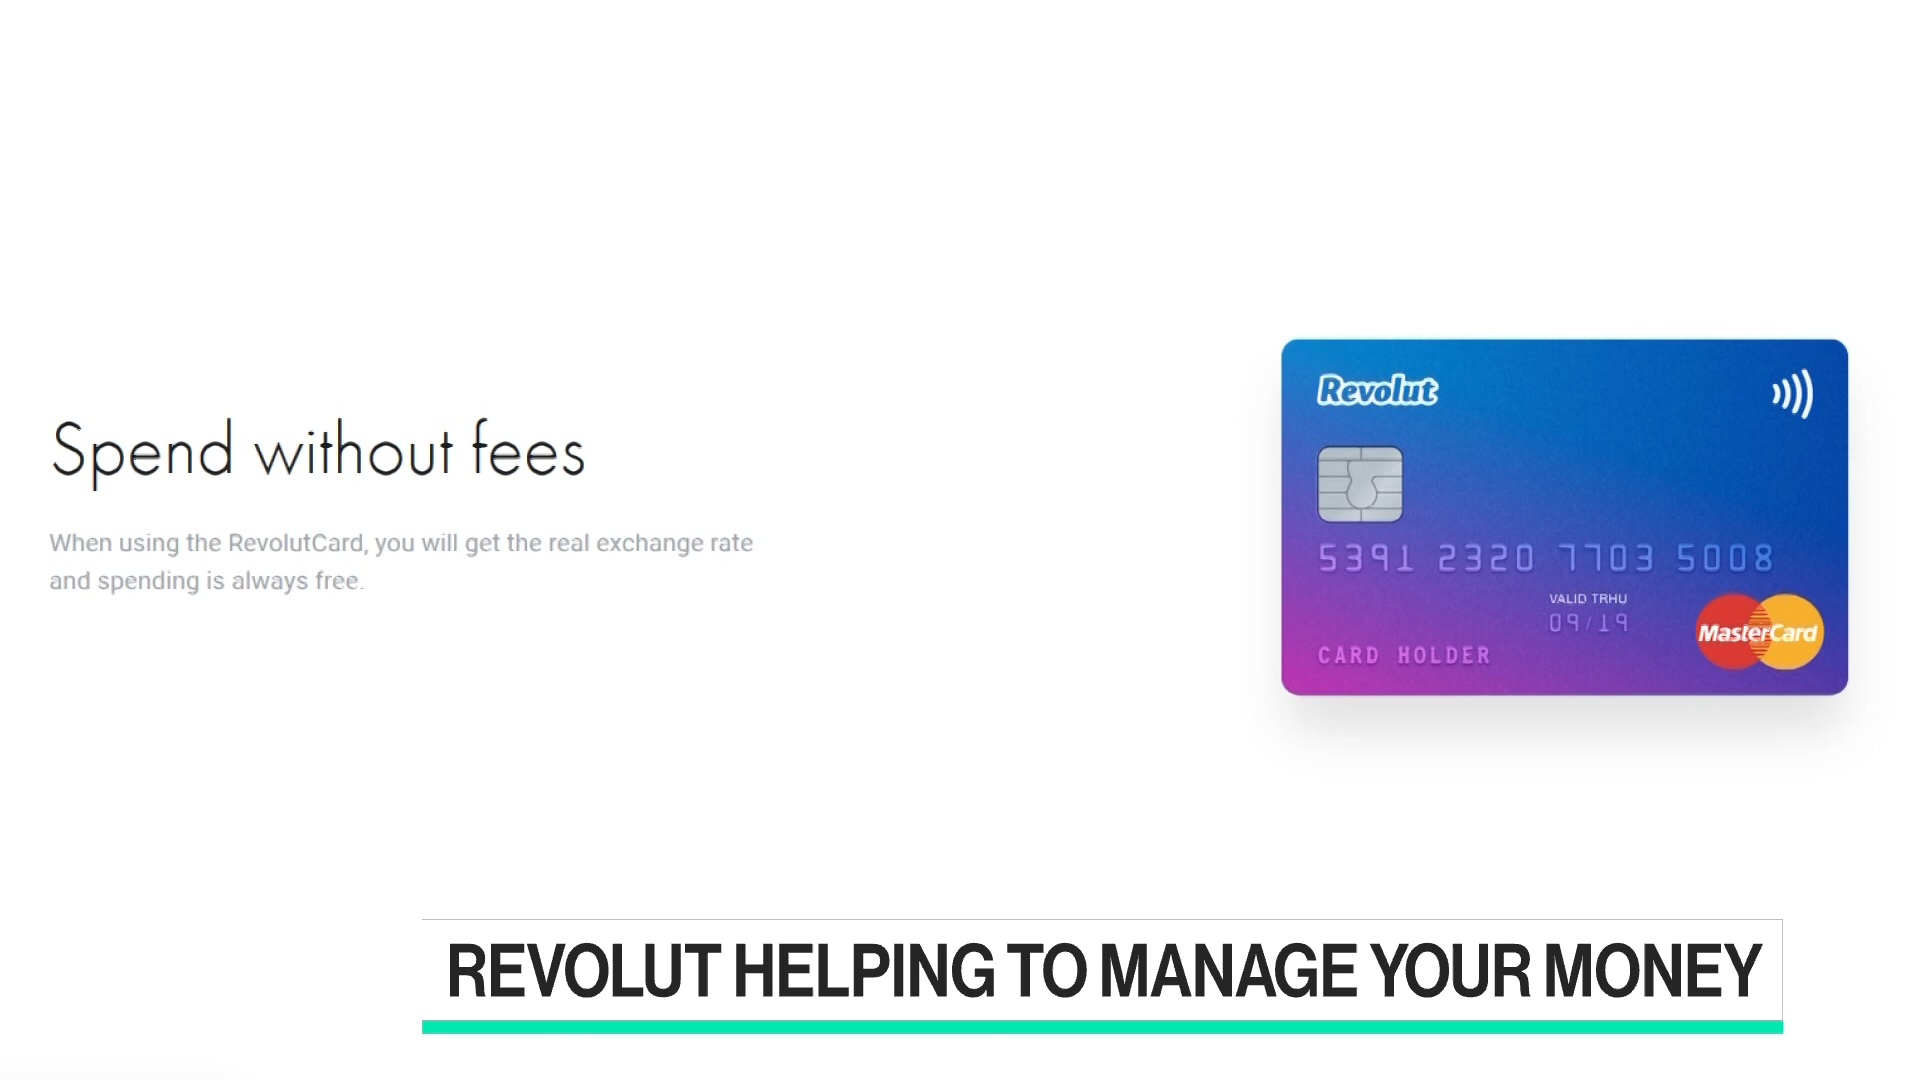 Spend without fees
When using the RevolutCard, you will get the real exchange rate
and spending is always free.
Revolut
5391 2320 7703 5008
VALID TRHU
09/19
CARD HOLDER
MasterCard
REVOLUT HELPING TO MANAGE YOUR MONEY